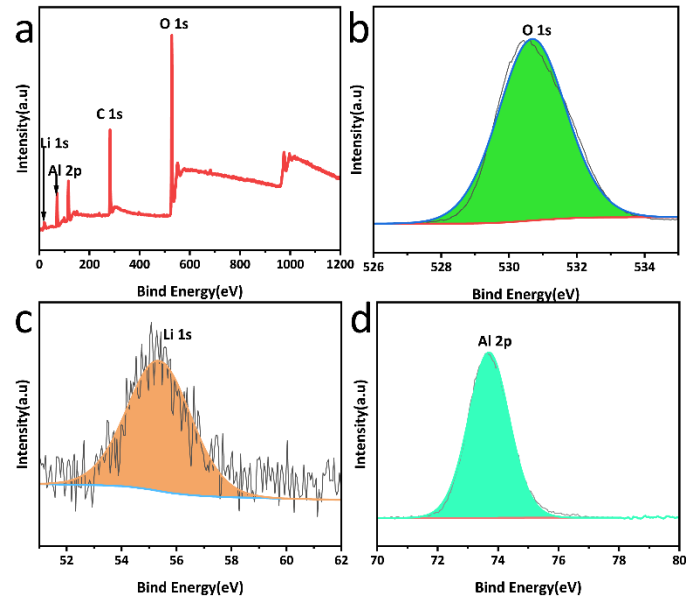 a
O 1s
C 1s
Li 1s
Al 2p
Intensity(a.u)
0 200 400 600 800 1000 1200
Bind Energy(eV)
b
O 1s
Intensity(a.u)
526 528 530 532 534
Bind Energy(eV)
c
Li 1s
Intensity(a.u)
52 54 56 58 60 62
Bind Energy(eV)
d
Al 2p
Intensity(a.u)
70 72 74 76 78 80
Bind Energy(eV)